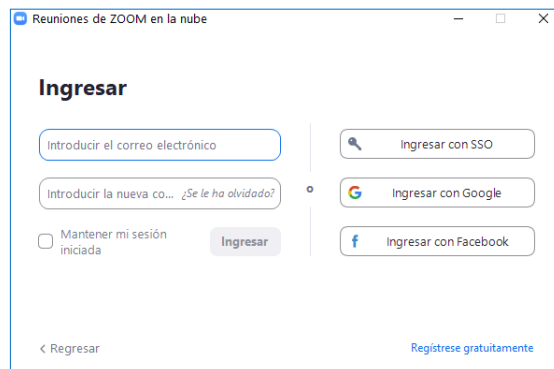 Reuniones de ZOOM en la nube
Ingresar
Introducir el correo electrónico
Introducir la nueva co... ¿Se le ha olvidado?
Mantener mi sesión
iniciada
Ingresar
o
Ingresar con SSO
Ingresar con Google
Ingresar con Facebook
< Regresar
Regístrese gratuitamente